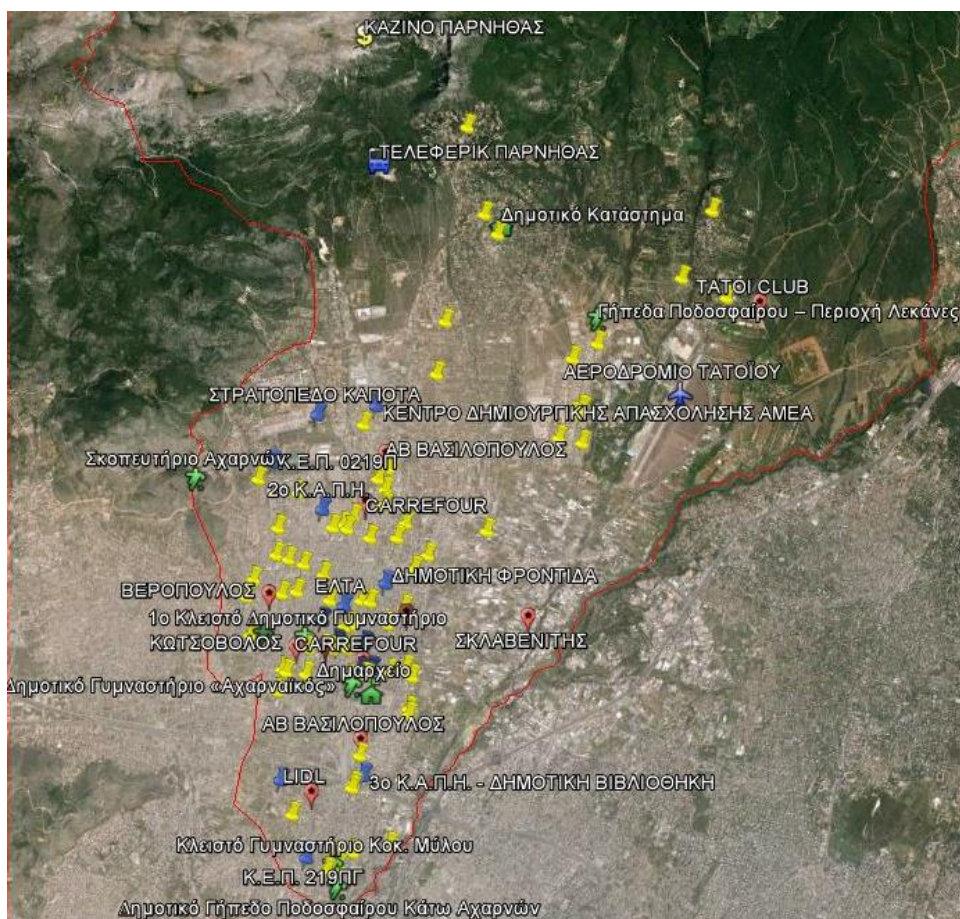 ΚΑΖΙΝΟ ΠΑΡΝΗΘΑΣ
ΤΕΛΕΦΕΡΙΚ ΠΑΡΝΗΘΑΣ
Δημοτικό Κατάστημα
TATOI CLUB
Γήπεδα Ποδοσφαίρου – Περιοχή Λεκάνες
ΑΕΡΟΔΡΟΜΙΟ ΤΑΤΟΪΟΥ
ΣΤΡΑΤΟΠΕΔΟ ΚΑΠΟΤΑ
ΚΕΝΤΡΟ ΔΗΜΙΟΥΡΓΙΚΗΣ ΑΠΑΣΧΟΛΗΣΗΣ ΑΜΕΑ
ΑΒ ΒΑΣΙΛΟΠΟΥΛΟΣ
Σκοπευτήριο Αχαρνών
Κ.Ε.Π. 0219Π
2ο Κ.Α.Π.Η.
CARREFOUR
ΔΗΜΟΤΙΚΗ ΦΡΟΝΤΙΔΑ
ΒΕΡΟΠΟΥΛΟΣ
ΕΛΤΑ
1ο Κλειστό Δημοτικό Γυμναστήριο
ΣΚΛΑΒΕΝΙΤΗΣ
ΚΩΤΣΟΒΟΛΟΣ
CARREFOUR
Δημαρχείο
Δημοτικό Γυμναστήριο «Αχαρναϊκός»
ΑΒ ΒΑΣΙΛΟΠΟΥΛΟΣ
LIDL
3ο Κ.Α.Π.Η. - ΔΗΜΟΤΙΚΗ ΒΙΒΛΙΟΘΗΚΗ
Κλειστό Γυμναστήριο Κοκ. Μύλου
Κ.Ε.Π. 219ΠΓ
Δημοτικό Γήπεδο Ποδοσφαίρου Κάτω Αχαρνών